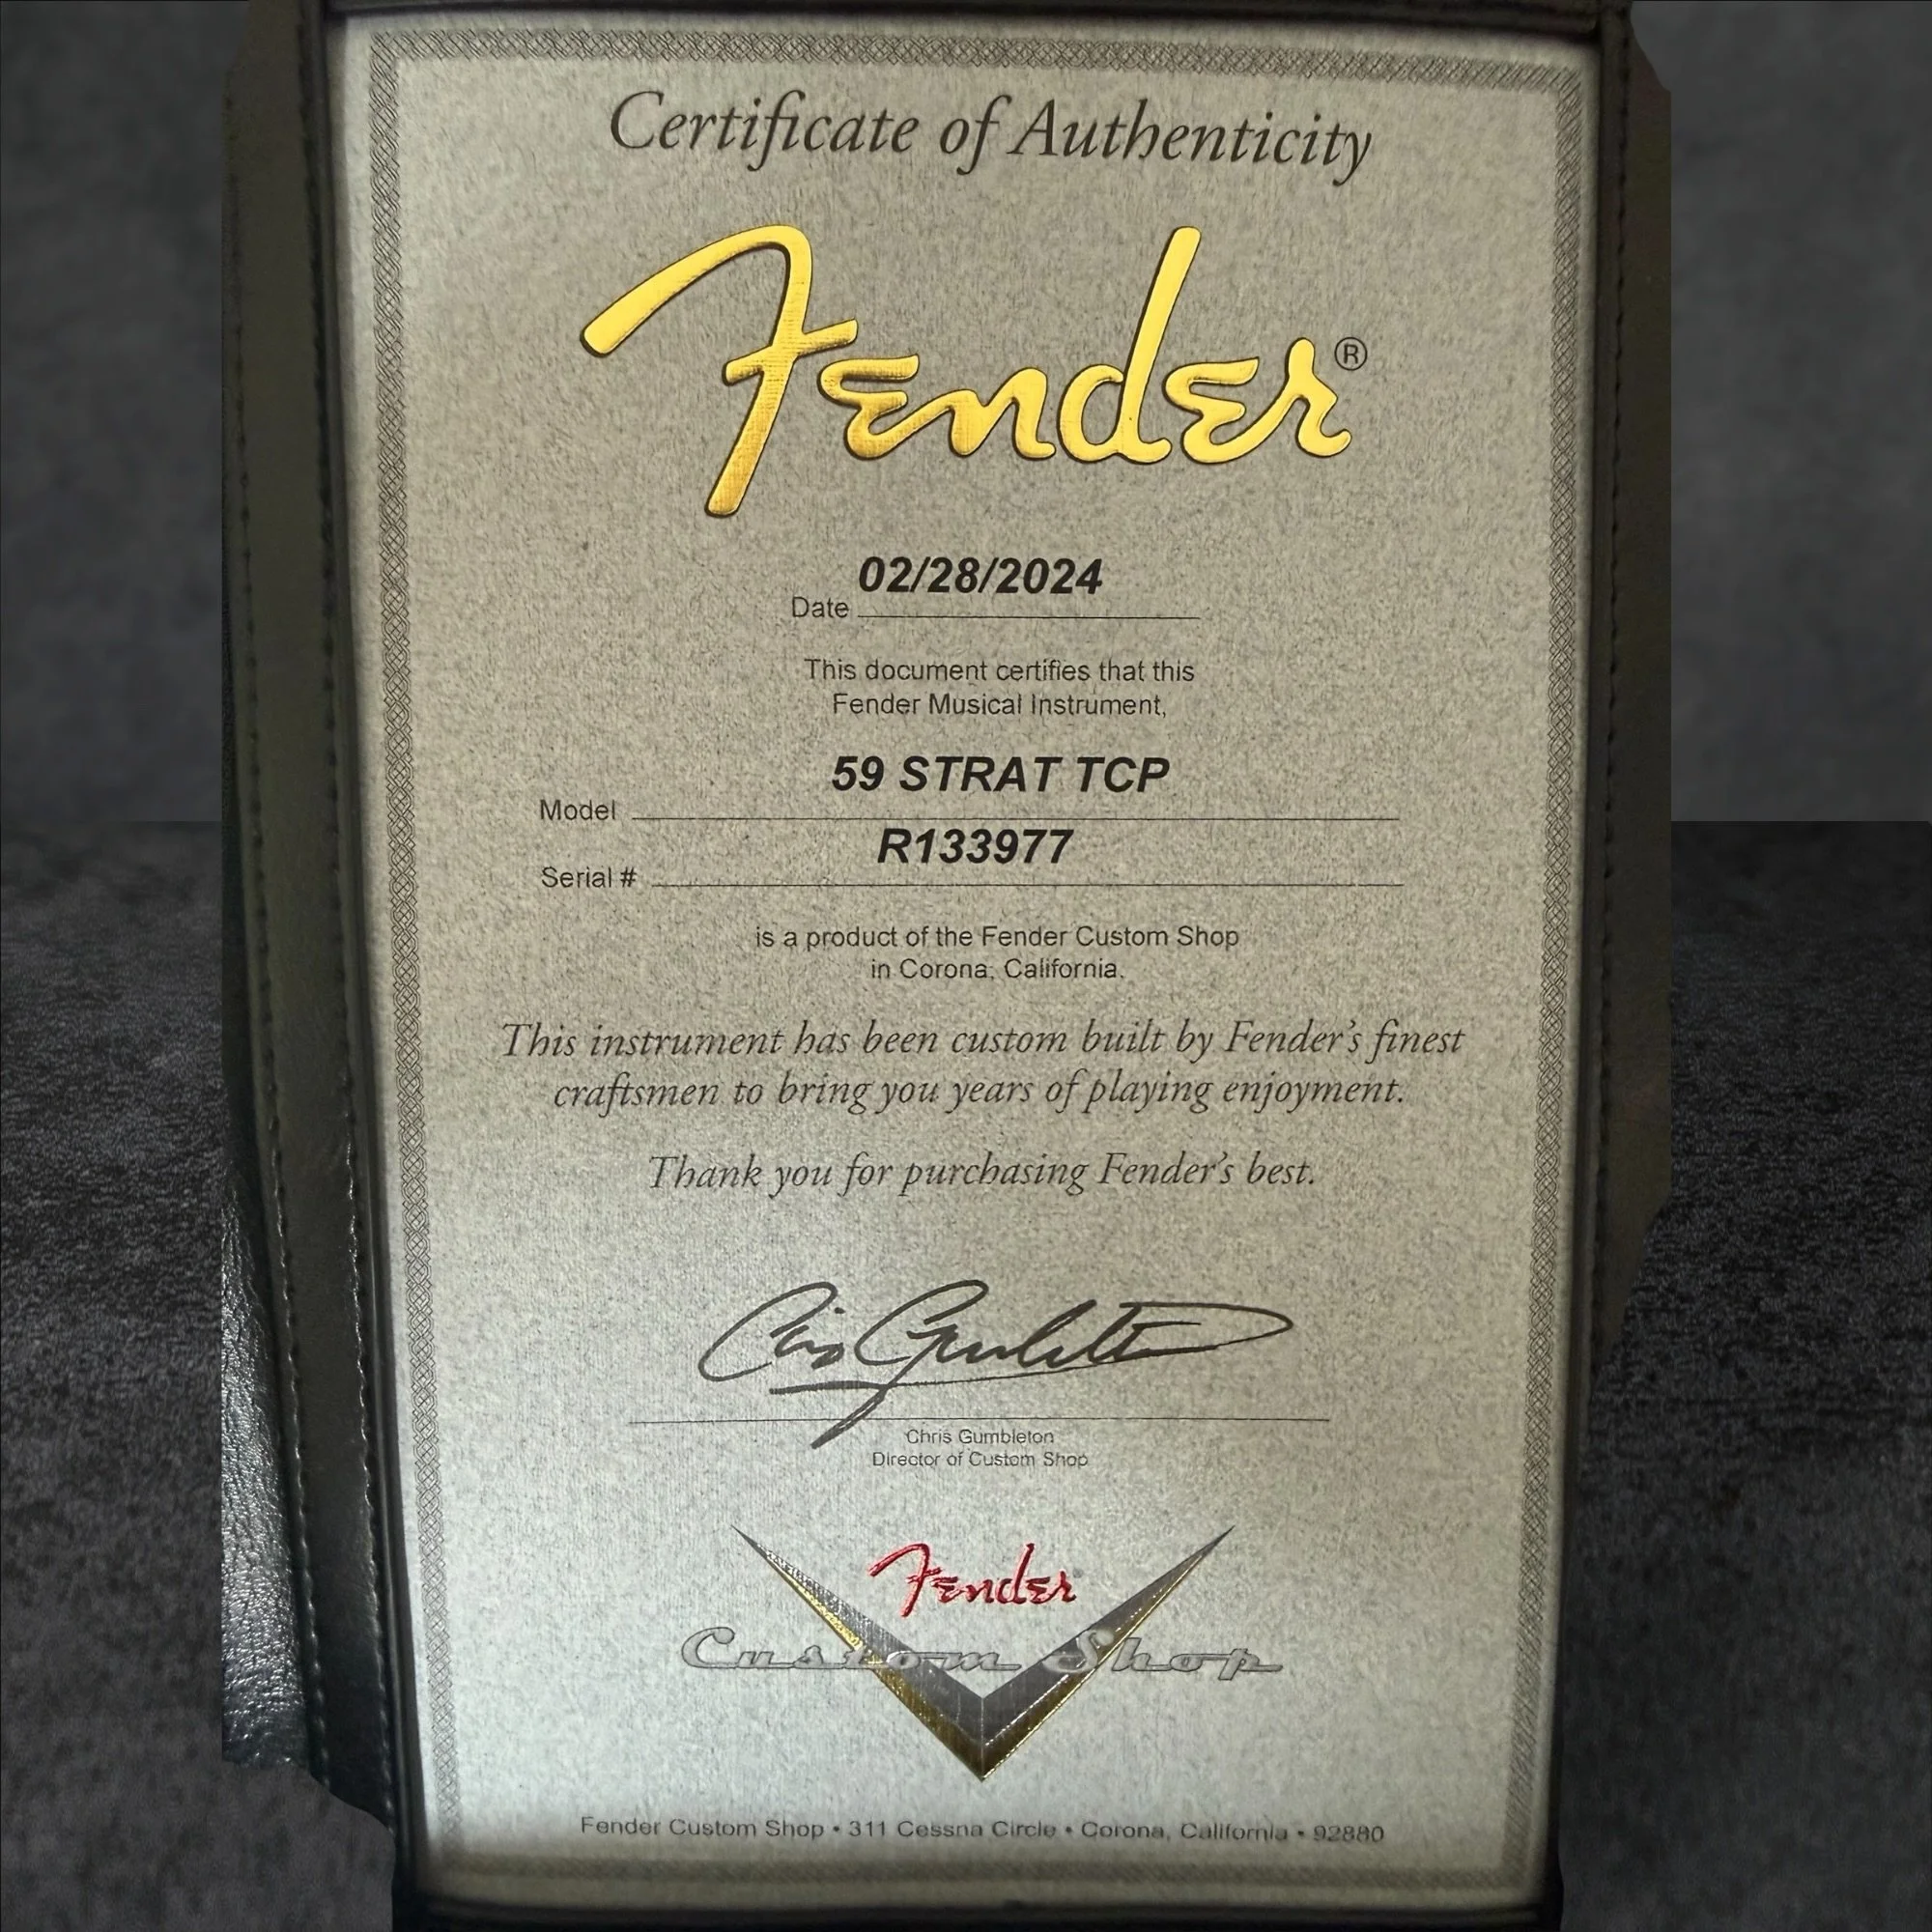 Certificate of Authenticity
Fender®
02/28/2024
Date
This document certifies that this
Fender Musical Instrument,
59 STRAT TCP
Model
R133977
Serial #
is a product of the Fender Custom Shop
in Corona, California.
This instrument has been custom built by Fender's finest
craftsmen to bring you years of playing enjoyment.
Thank you for purchasing Fender's best.
Chris Gumbleton
Chris Gumbleton
Director of Custom Shop
Fender
Custom Shop
Fender Custom Shop • 311 Cessna Circle • Corona, California • 92880